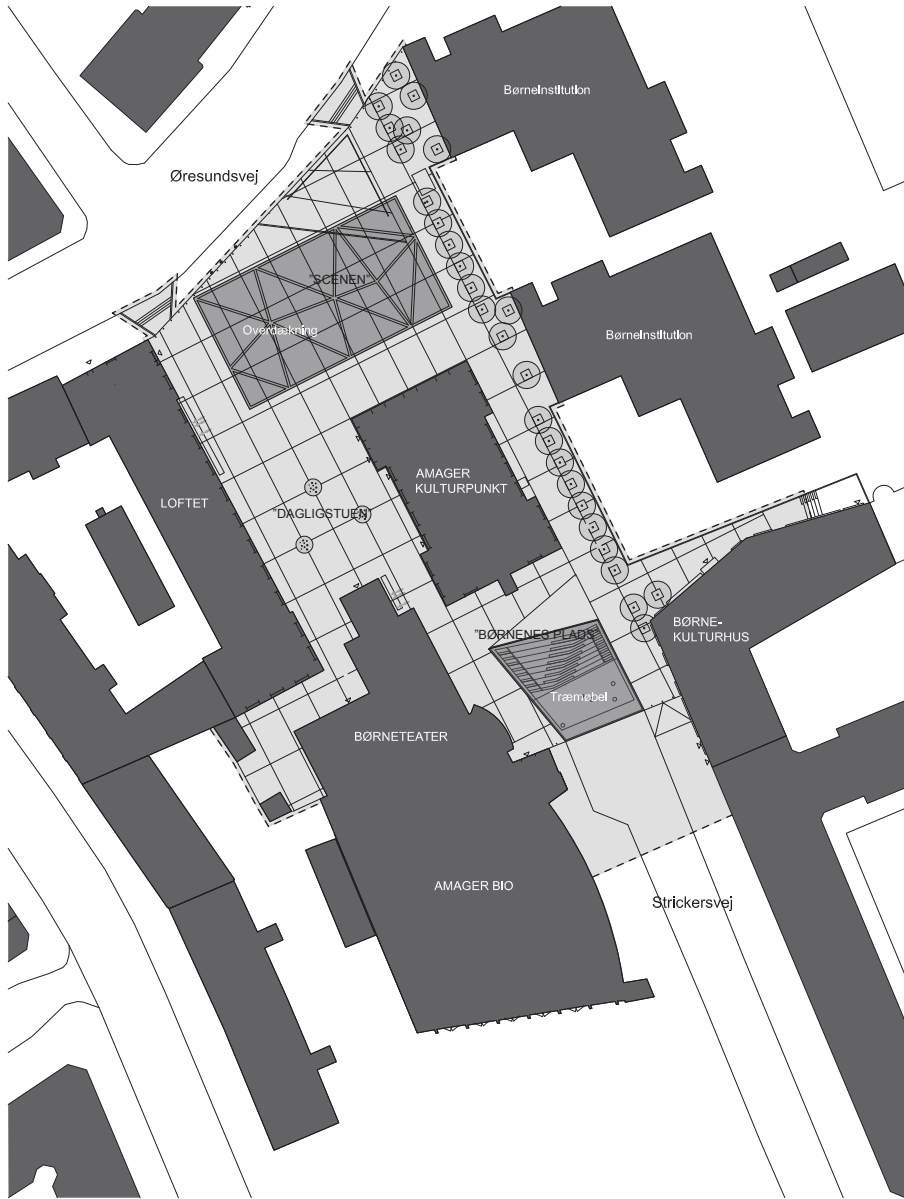 BørneInstitution
Øresundsvej
"SCENEN"
Overdækning
BørneInstitution
AMAGER
KULTURPUNKT
LOFTET
"DAGLIGSTUEN"
BØRNE-
KULTURHUS
"BØRNENES PLADS"
Træmøbel
BØRNETEATER
AMAGER BIO
Strickersvej